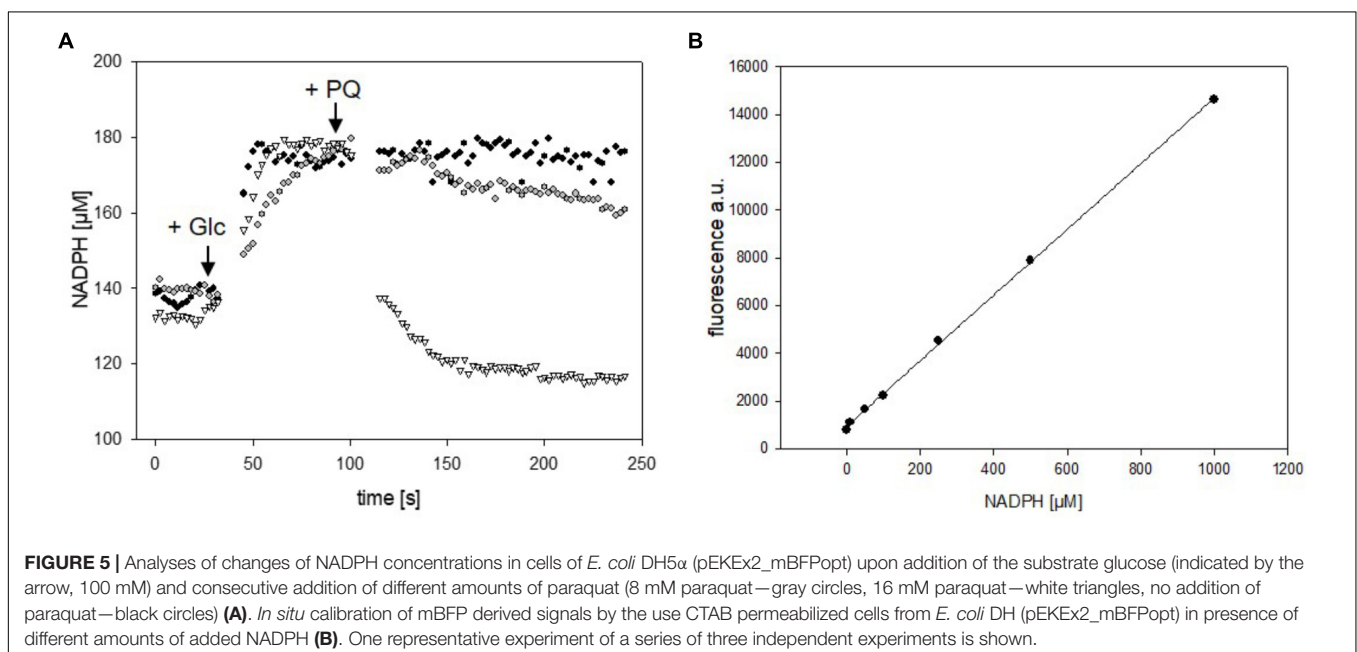 A
200
180
160
140
120
100
NADPH [µM]
+ Glc
+ PQ
0
50
100
150
200
250
time [s]
B
16000
14000
12000
10000
8000
6000
4000
2000
0
fluorescence a.u.
0
200
400
600
800
1000
1200
NADPH [µM]
FIGURE 5 | Analyses of changes of NADPH concentrations in cells of E. coli DH5α (pEKEx2_mBFPopt) upon addition of the substrate glucose (indicated by the
arrow, 100 mM) and consecutive addition of different amounts of paraquat (8 mM paraquat—gray circles, 16 mM paraquat—white triangles, no addition of
paraquat—black circles) (A). In situ calibration of mBFP derived signals by the use CTAB permeabilized cells from E. coli DH (pEKEx2_mBFPopt) in presence of
different amounts of added NADPH (B). One representative experiment of a series of three independent experiments is shown.